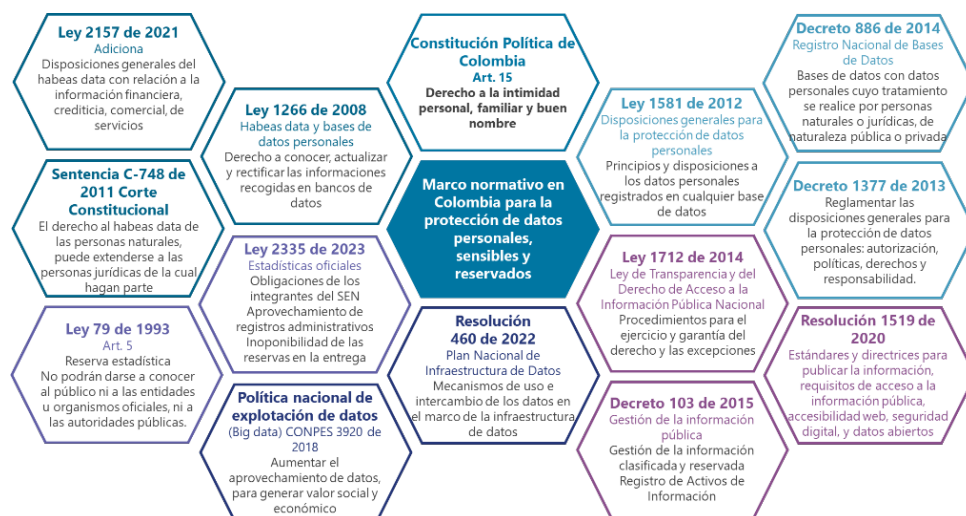 Ley 2157 de 2021
Adiciona
Disposiciones generales del
habeas data con relación a la
información financiera,
crediticia, comercial, de
servicios
Sentencia C-748 de
2011 Corte
Constitucional
El derecho al habeas data de
las personas naturales,
puede extenderse a las
personas jurídicas de la cual
hagan parte
Ley 79 de 1993
Art. 5
Reserva estadística
No podrán darse a conocer
al público ni a las entidades
u organismos oficiales, ni a
las autoridades públicas.
Ley 1266 de 2008
Habeas data y bases de
datos personales
Derecho a conocer, actualizar
y rectificar las informaciones
recogidas en bancos de
datos
Ley 2335 de 2023
Estadísticas oficiales
Obligaciones de los
integrantes del SEN
Aprovechamiento de
registros administrativos
Inoponibilidad de las
reservas en la entrega
Política nacional de
explotación de datos
(Big data) CONPES 3920 de
2018
Aumentar el
aprovechamiento de datos,
para generar valor social y
económico
Constitución Política de
Colombia
Art. 15
Derecho a la intimidad
personal, familiar y buen
nombre
Marco normativo en
Colombia para la
protección de datos
personales,
sensibles y
reservados
Resolución
460 de 2022
Plan Nacional de
Infraestructura de Datos
Mecanismos de uso e
intercambio de los datos en
el marco de la infraestructura
de datos
Ley 1581 de 2012
Disposiciones generales para
la protección de datos
personales
Principios y disposiciones a
los datos personales
registrados en cualquier base
de datos
Ley 1712 de 2014
Ley de Transparencia y del
Derecho de Acceso a la
Información Pública Nacional
Procedimientos para el
ejercicio y garantía del
derecho y las excepciones
Decreto 103 de 2015
Gestión de la información
pública
Gestión de la información
clasificada y reservada
Registro de Activos de
Información
Decreto 886 de 2014
Registro Nacional de Bases
de Datos
Bases de datos con datos
personales cuyo tratamiento
se realice por personas
naturales o jurídicas, de
naturaleza pública o privada
Decreto 1377 de 2013
Reglamentar las
disposiciones generales para
la protección de datos
personales: autorización,
políticas, derechos y
responsabilidad.
Resolución 1519 de
2020
Estándares y directrices para
publicar la información,
requisitos de acceso a la
información pública,
accesibilidad web, seguridad
digital, y datos abiertos